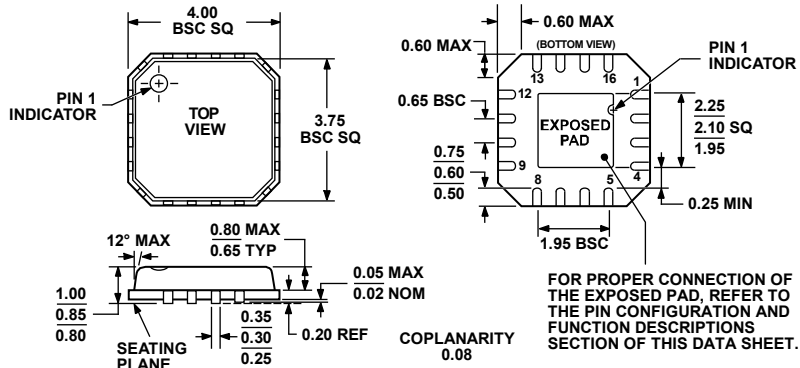 4.00
BSC SQ
PIN 1
INDICATOR
TOP
VIEW
3.75
BSC SQ
0.60 MAX
0.60 MAX
(BOTTOM VIEW)
PIN 1
INDICATOR
13
16
12
1
0.65 BSC
EXPOSED
PAD
2.25
2.10 SQ
1.95
0.75
0.60
0.50
9
4
8
5
0.25 MIN
1.95 BSC
12° MAX
0.80 MAX
0.65 TYP
0.05 MAX
0.02 NOM
1.00
0.85
0.80
0.35
0.30
0.25
0.20 REF
SEATING
PLANE
COPLANARITY
0.08
FOR PROPER CONNECTION OF
THE EXPOSED PAD, REFER TO
THE PIN CONFIGURATION AND
FUNCTION DESCRIPTIONS
SECTION OF THIS DATA SHEET.